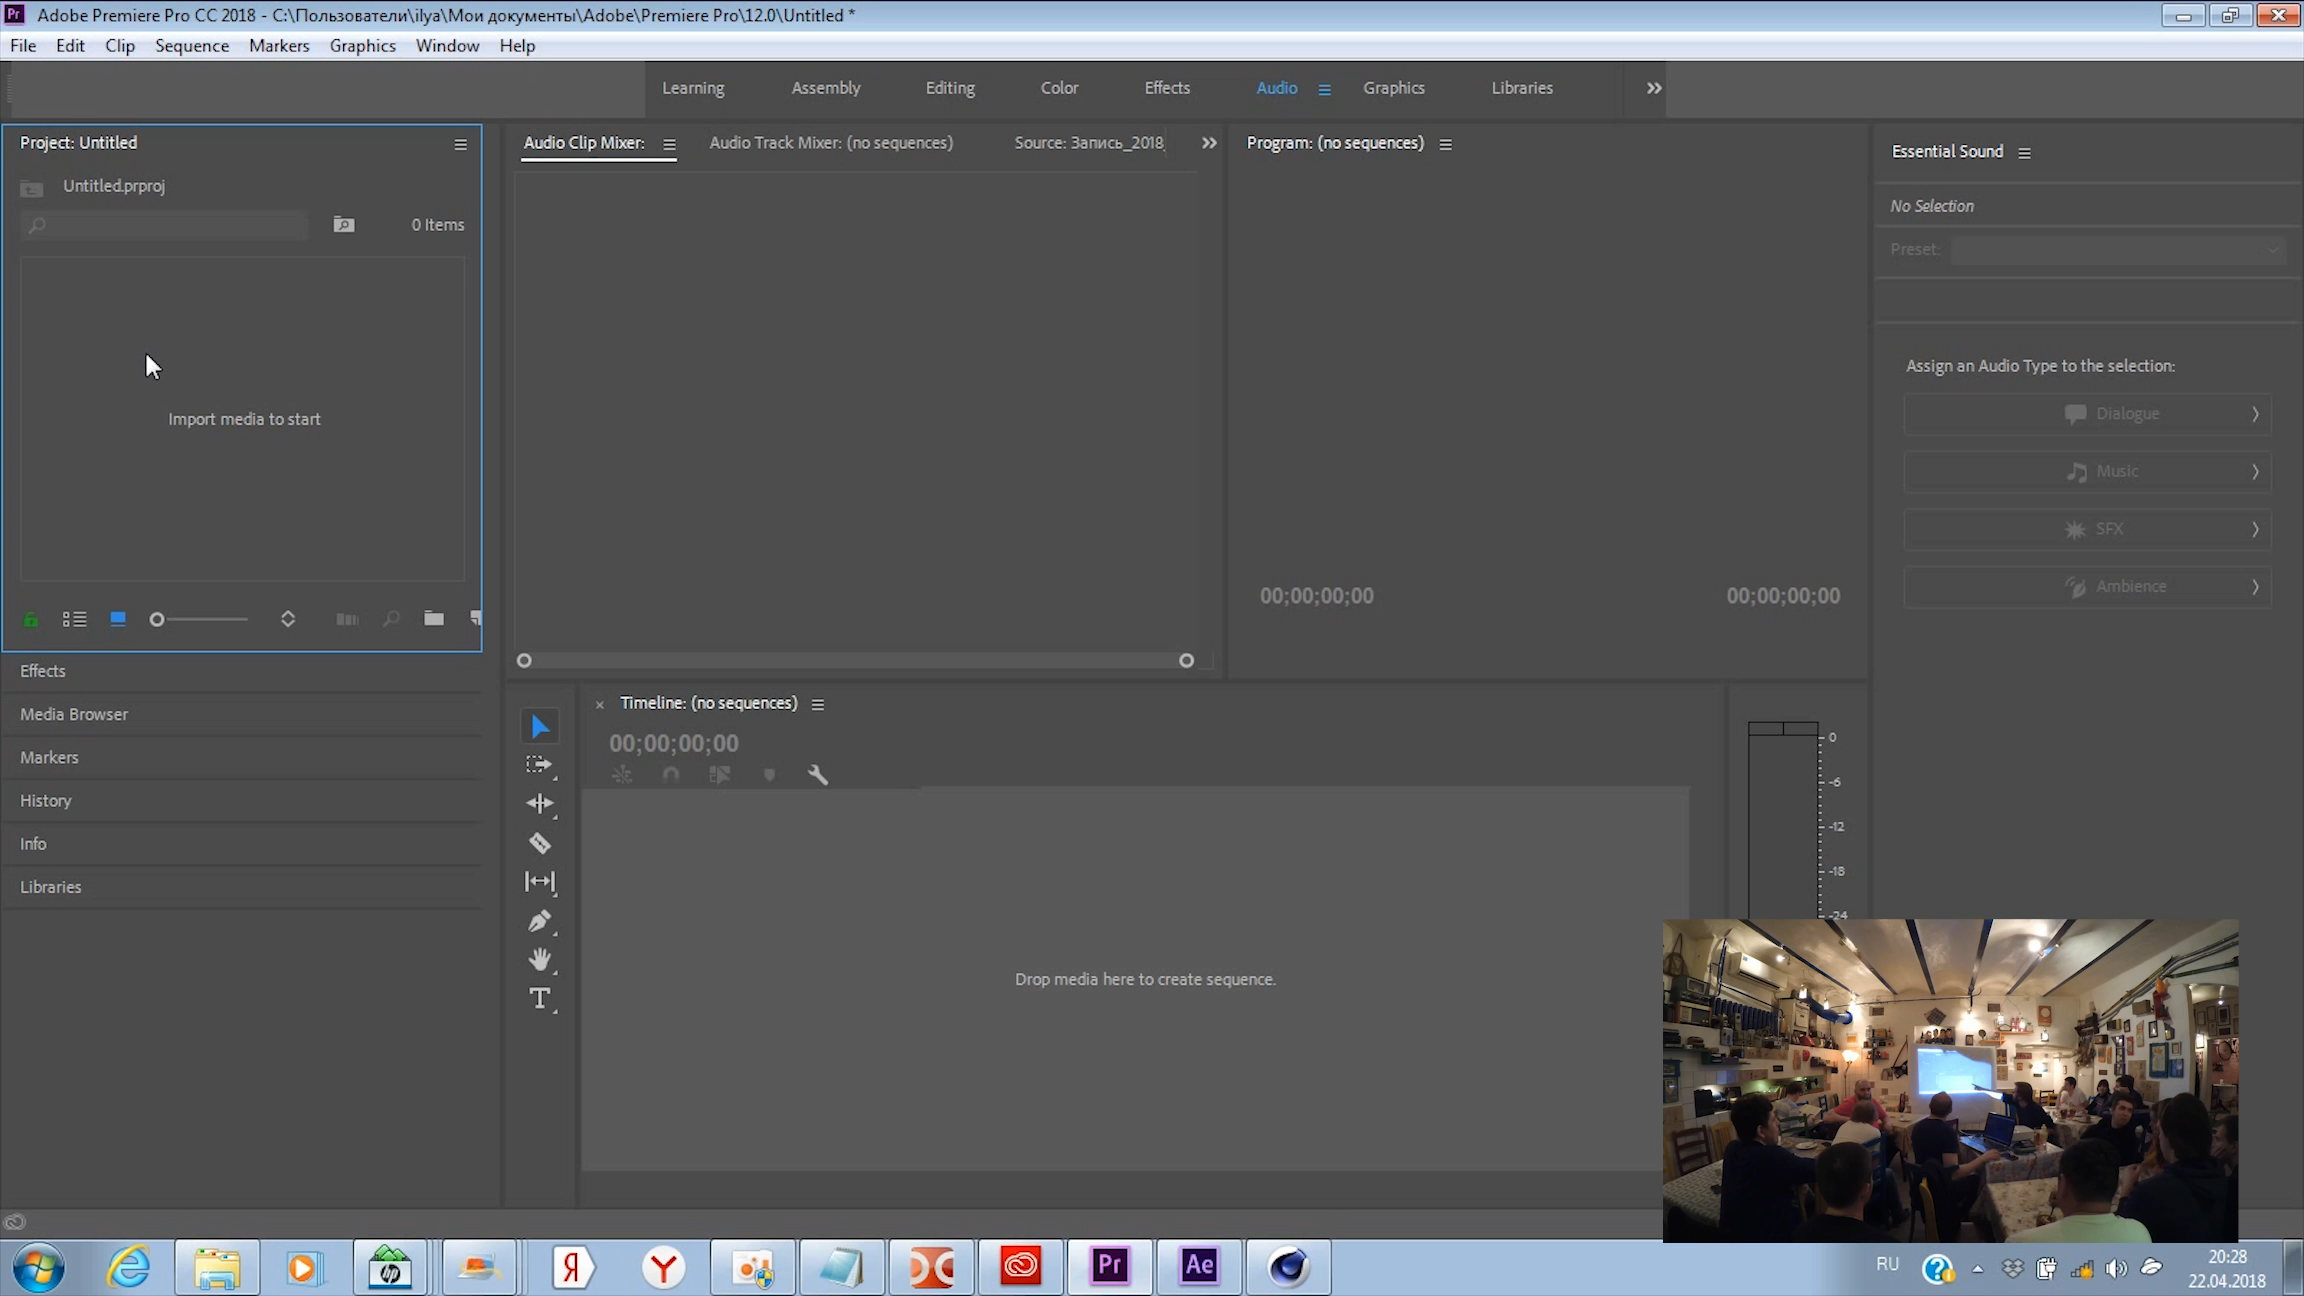 Adobe Premiere Pro CC 2018 - C:\Пользователи\ilya\Мои документы\Adobe\Premiere Pro\12.0\Untitled *
File Edit Clip Sequence Markers Graphics Window Help
Learning Assembly Editing Color Effects Audio Graphics Libraries
Project: Untitled
Untitled.prproj
0 Items
Import media to start
Effects
Media Browser
Markers
History
Info
Libraries
Audio Clip Mixer: Audio Track Mixer: (no sequences) Source: Запись_2018
Program: (no sequences)
00;00;00;00 00;00;00;00
Essential Sound
No Selection
Preset:
Assign an Audio Type to the selection:
Dialogue
Music
SFX
Ambience
Timeline: (no sequences)
00;00;00;00
Drop media here to create sequence.
0
-6
-12
-18
-24
Я Y Pr Ae
RU
20:28
22.04.2018